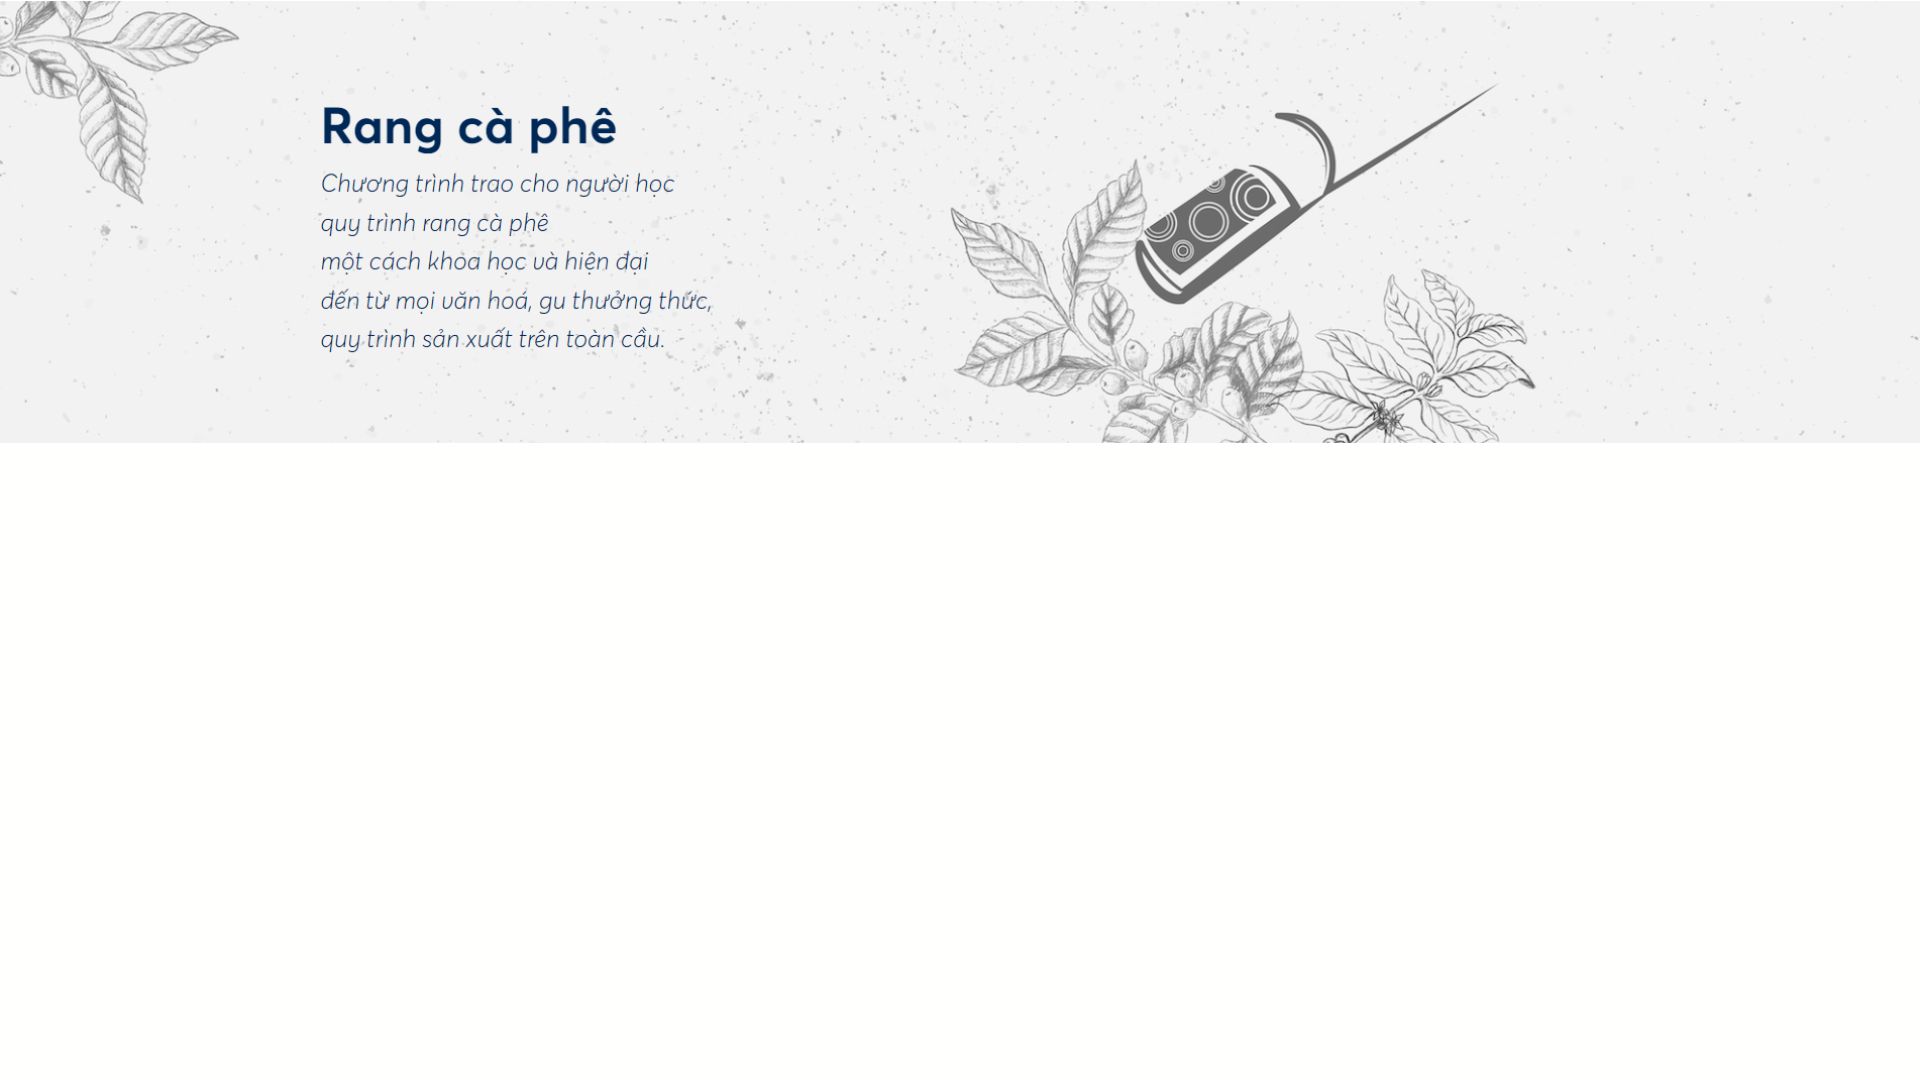 Rang cà phê
Chương trình trao cho người học
quy trình rang cà phê
một cách khoa học và hiện đại
đến từ mọi văn hoá, gu thưởng thức,
quy trình sản xuất trên toàn cầu.